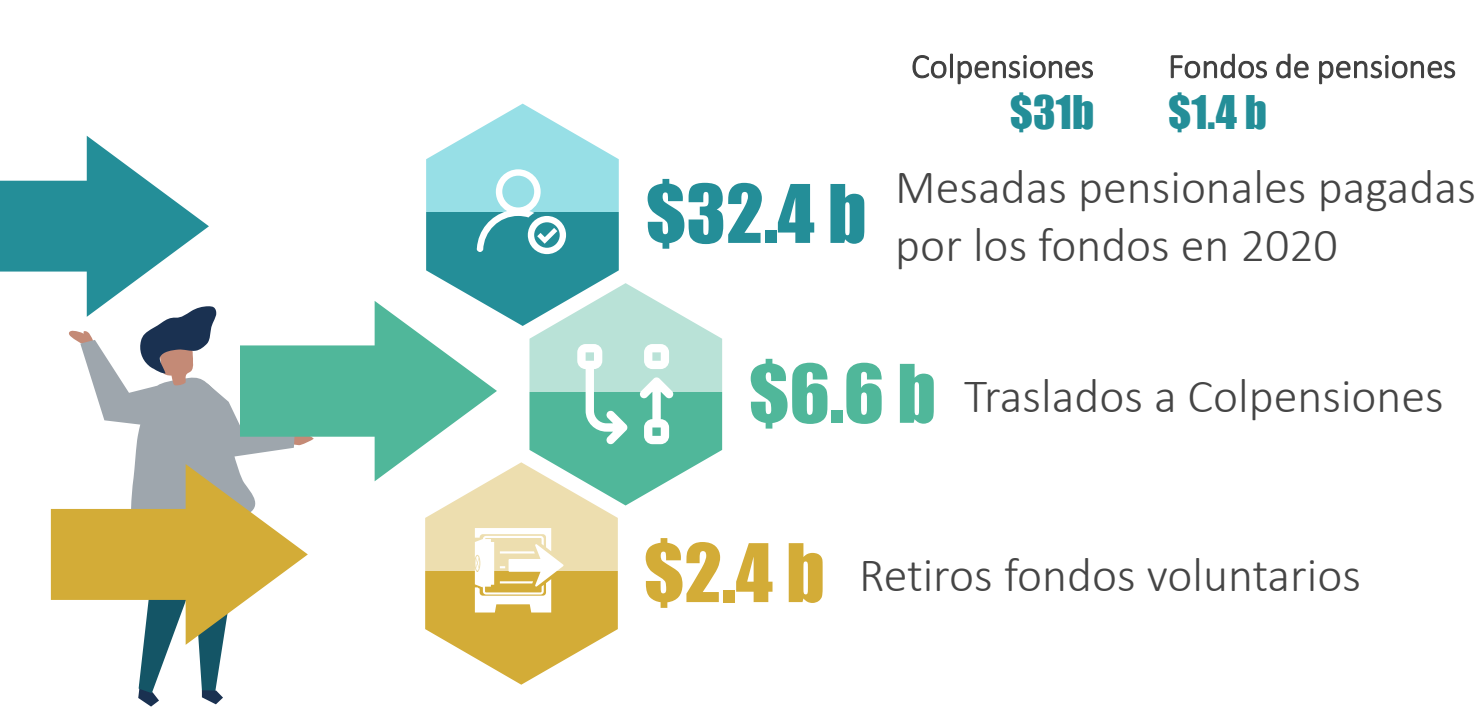 Colpensiones
$31b
Fondos de pensiones
$1.4 b
$32.4 b
Mesadas pensionales pagadas
por los fondos en 2020
$6.6 b
Traslados a Colpensiones
$2.4 b
Retiros fondos voluntarios